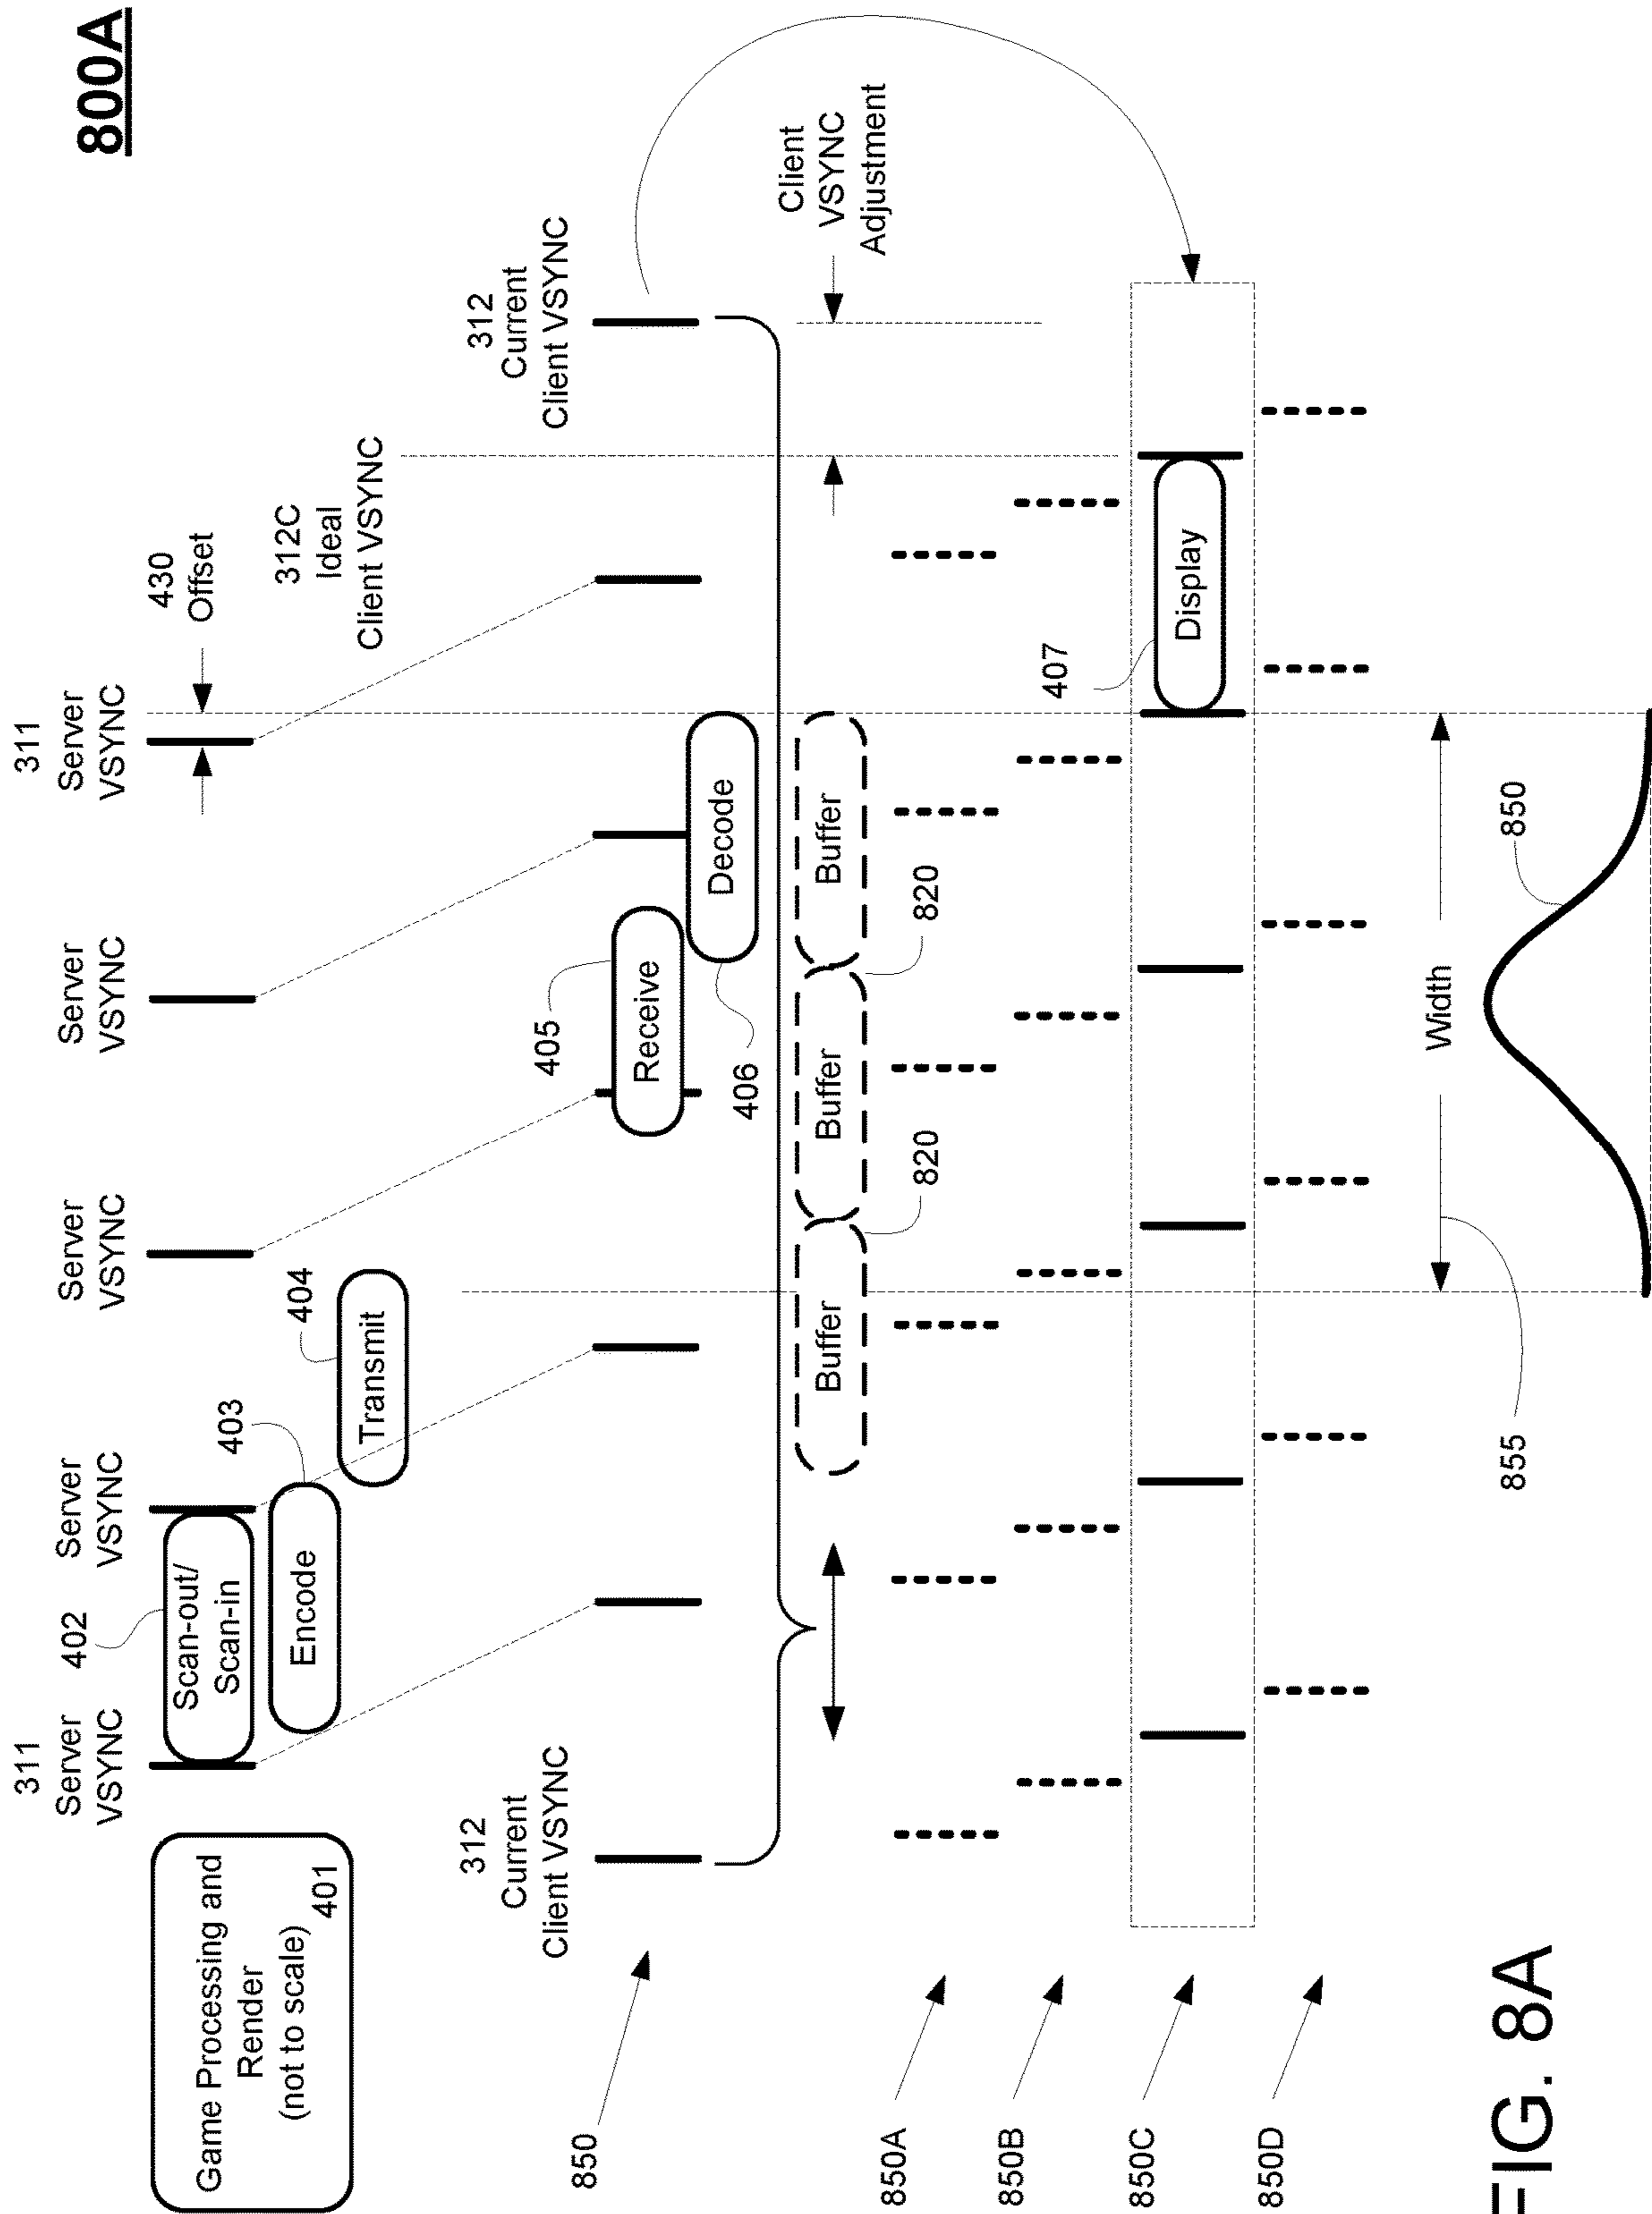 800A
311
Server
VSYNC
402
Server
VSYNC
Server
VSYNC
Server
VSYNC
311
Server
VSYNC
Game Processing and
Render
(not to scale)
401
Scan-out/
Scan-in
403
Encode
404
Transmit
430
Offset
312C
Ideal
Client VSYNC
312
Current
Client VSYNC
312
Current
Client VSYNC
850
405
Receive
406
Decode
Client
VSYNC
Adjustment
Buffer
Buffer
Buffer
820
820
850A
850B
407
850C
Display
850D
Width
855
850
FIG. 8A